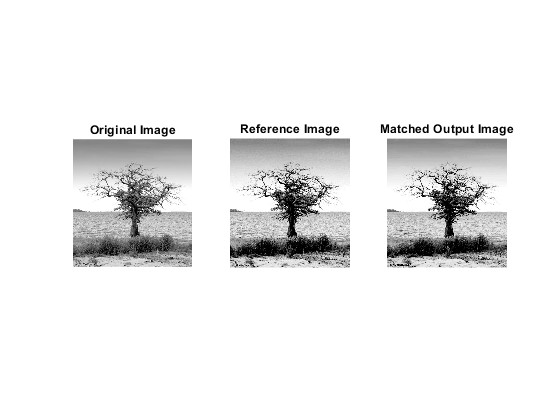 Original Image
Reference Image
Matched Output Image